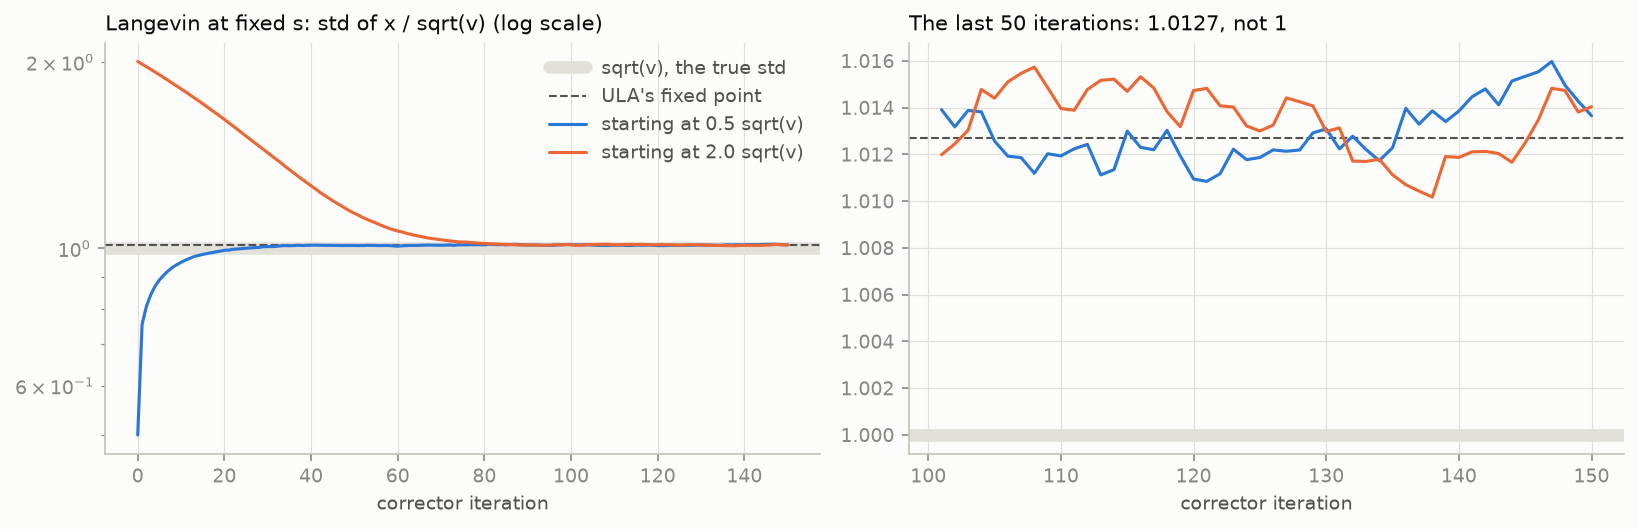 Langevin at fixed s: std of x / sqrt(v) (log scale)
2 × 10⁰
10⁰
6 × 10⁻¹
sqrt(v), the true std
ULA's fixed point
starting at 0.5 sqrt(v)
starting at 2.0 sqrt(v)
0 20 40 60 80 100 120 140
corrector iteration
The last 50 iterations: 1.0127, not 1
1.016
1.014
1.012
1.010
1.008
1.006
1.004
1.002
1.000
100 110 120 130 140 150
corrector iteration